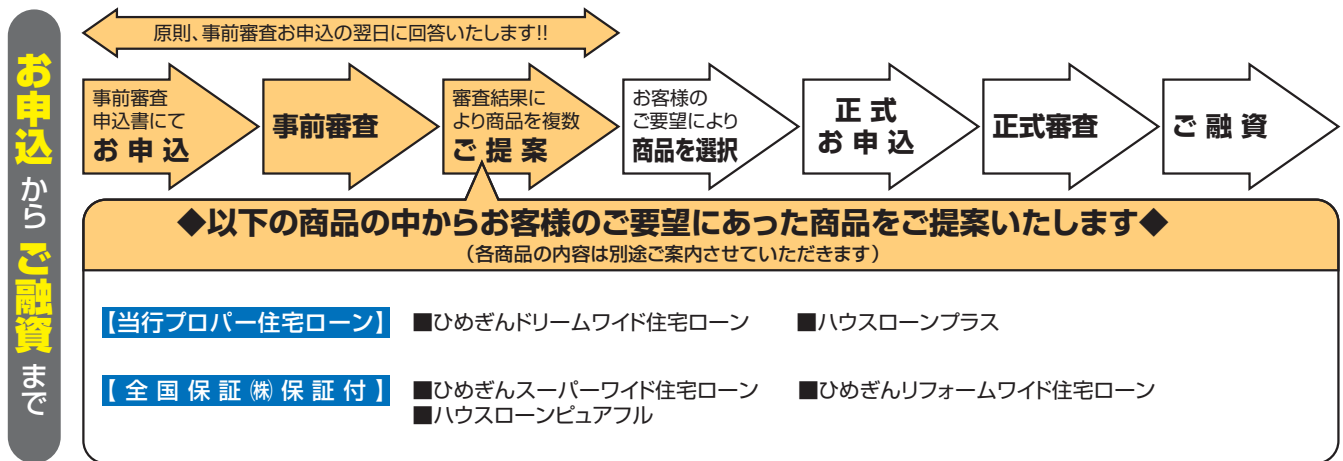 お申込からご融資まで
原則、事前審査お申込の翌日に回答いたします!!
事前審査
申込書にて
お申込
事前審査
審査結果に
より商品を複数
ご提案
お客様の
ご要望により
商品を選択
正式
お申込
正式審査
ご融資
◆以下の商品の中からお客様のご要望にあった商品をご提案いたします◆
(各商品の内容は別途ご案内させていただきます)
【当行プロパー住宅ローン】 ■ひめぎんドリームワイド住宅ローン ■ハウスローンプラス
【全国保証㈱保証付】 ■ひめぎんスーパーワイド住宅ローン ■ひめぎんリフォームワイド住宅ローン
■ハウスローンピュアフル